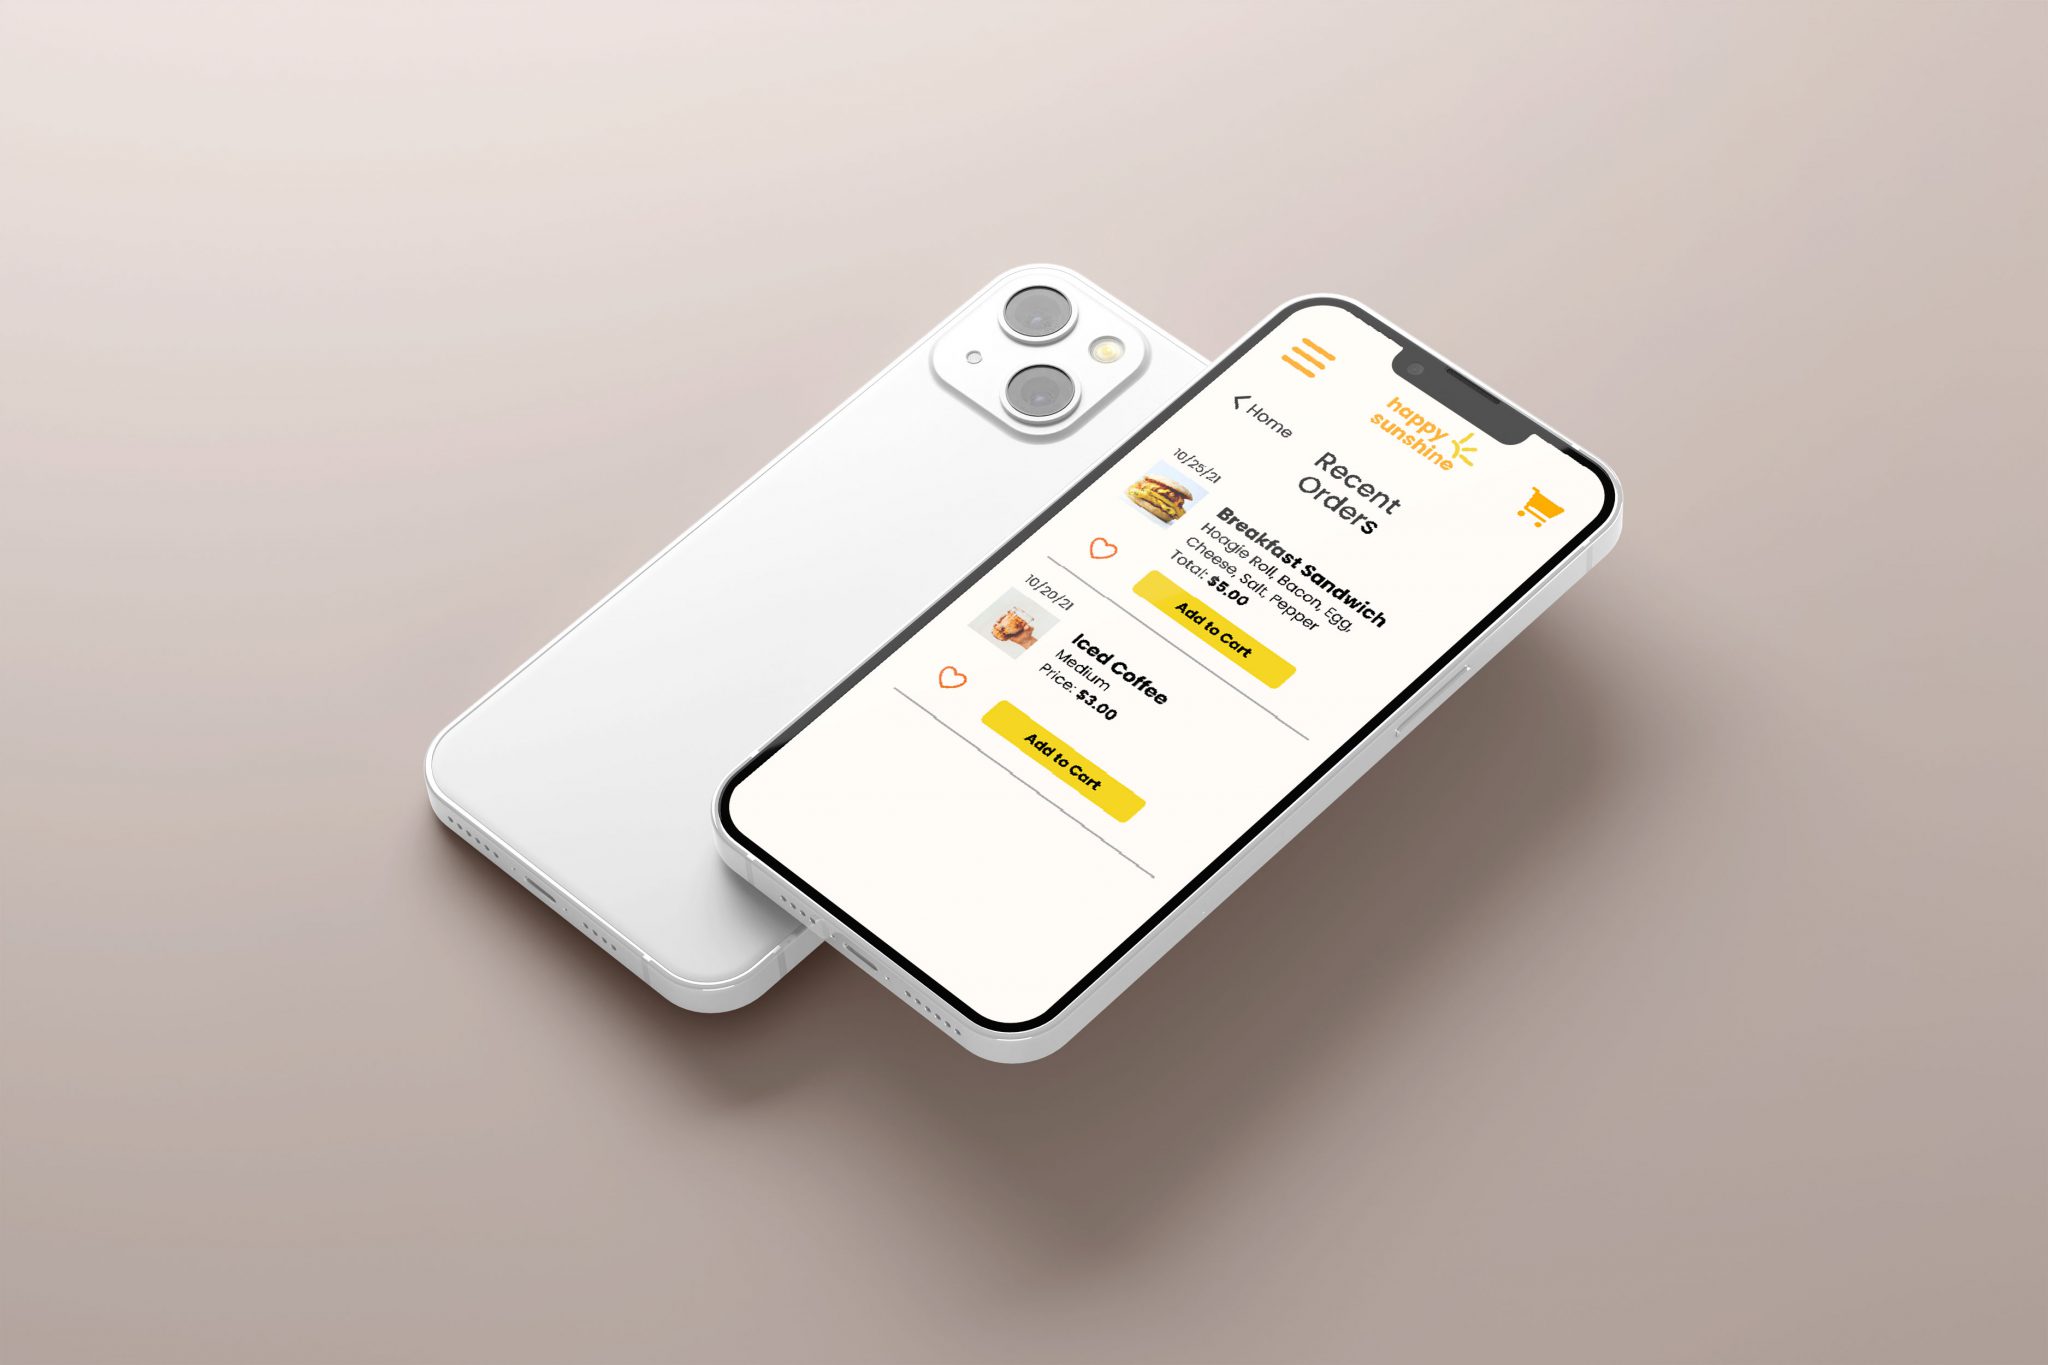 happy
sunshine
Home
Recent
Orders
10/25/21
Breakfast Sandwich
Hoagie Roll, Bacon, Egg,
Cheese, Salt, Pepper
Total: $5.00
Add to Cart
10/20/21
Iced Coffee
Medium
Price: $3.00
Add to Cart